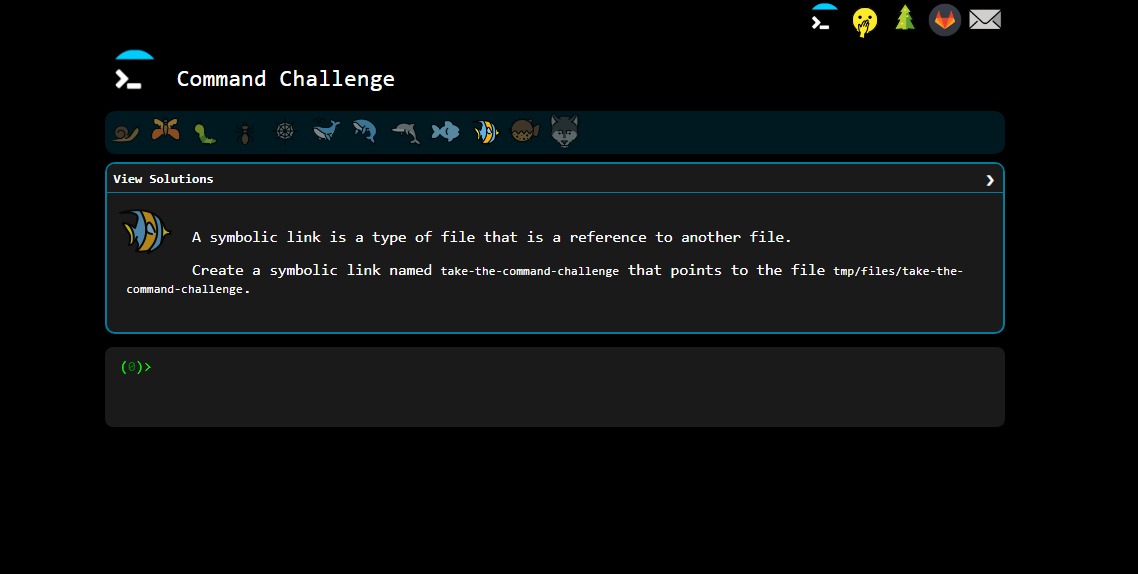 Command Challenge
View Solutions
A symbolic link is a type of file that is a reference to another file.
Create a symbolic link named take-the-command-challenge that points to the file tmp/files/take-the-
command-challenge.
(0)>